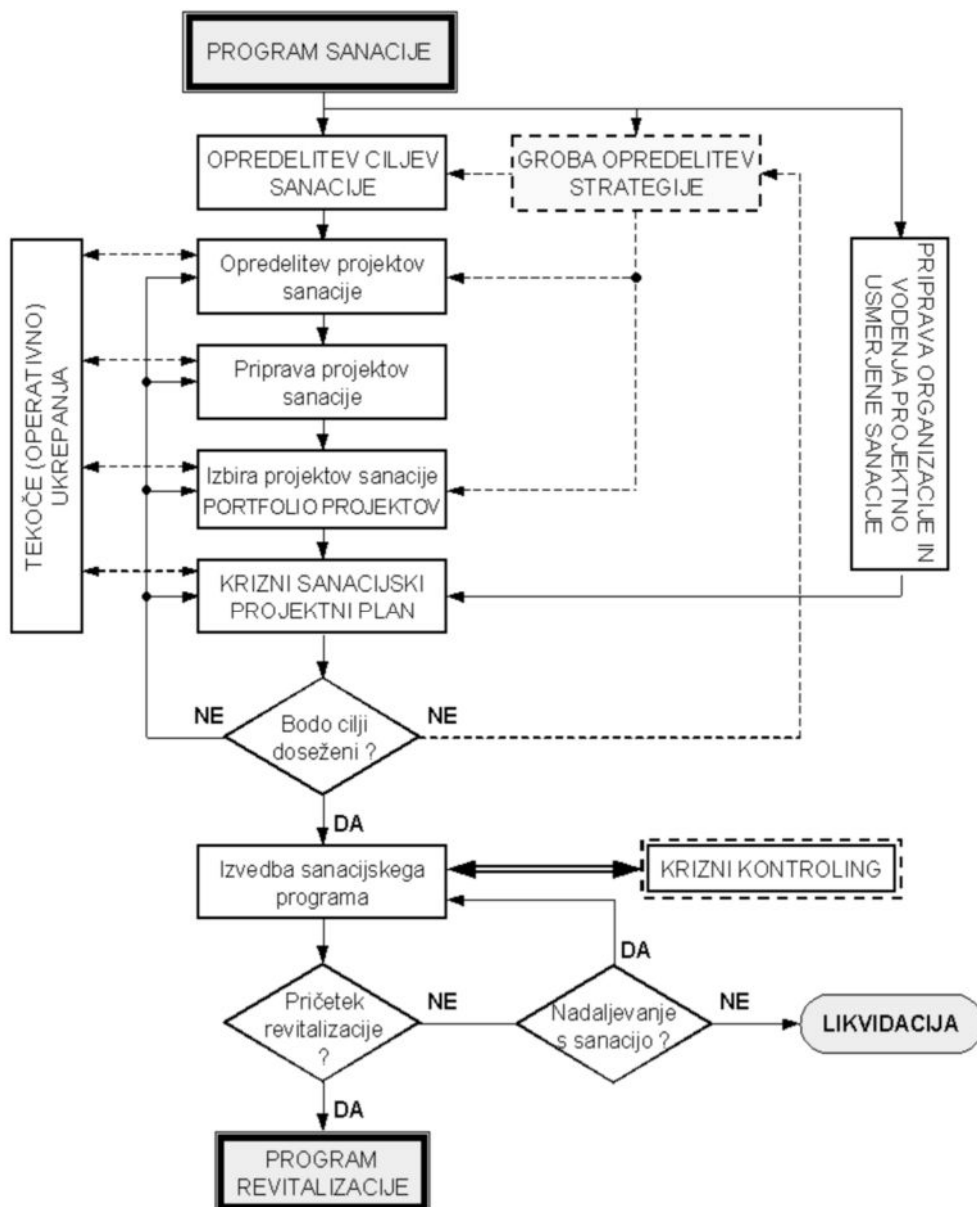 PROGRAM SANACIJE
OPREDELITEV CILJEV
SANACIJE
GROBA OPREDELITEV
STRATEGIJE
TEKOČE (OPERATIVNO)
UKREPANJA
Opredelitev projektov
sanacije
PRIPRAVA ORGANIZACIJE IN
VODENJA PROJEKTNO
USMERJENE SANACIJE
Priprava projektov
sanacije
Izbira projektov sanacije
PORTFOLIO PROJEKTOV
KRIZNI SANACIJSKI
PROJEKTNI PLAN
NE
Bodo cilji
doseženi ?
NE
DA
Izvedba sanacijskega
programa
KRIZNI KONTROLING
DA
Pričetek
revitalizacije
?
NE
Nadaljevanje
s sanacijo ?
NE
LIKVIDACIJA
DA
PROGRAM
REVITALIZACIJE